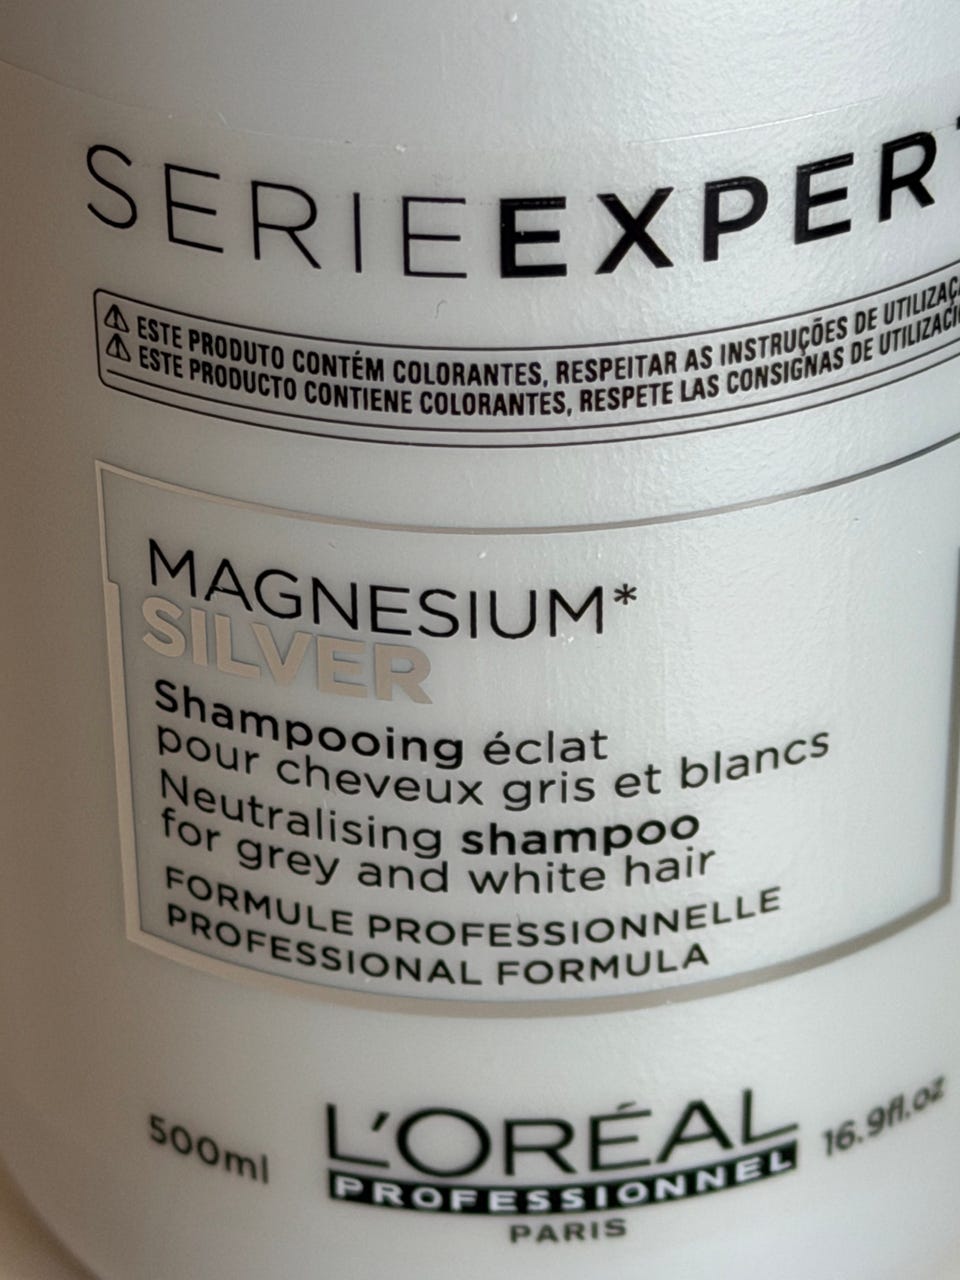 SERIEEXPERT
ESTE PRODUTO CONTÉM COLORANTES, RESPEITAR AS INSTRUÇÕES DE
ESTE PRODUCTO CONTIENE COLORANTES, RESPETE LAS CONSIGNAS DE
MAGNESIUM*
SILVER
Shampooing éclat
pour cheveux gris et blancs
Neutralising shampoo
for grey and white hair
FORMULE PROFESSIONNELLE
PROFESSIONAL FORMULA
500ml
L'ORÉAL
PROFESSIONNEL
PARIS
16.9fl.oz